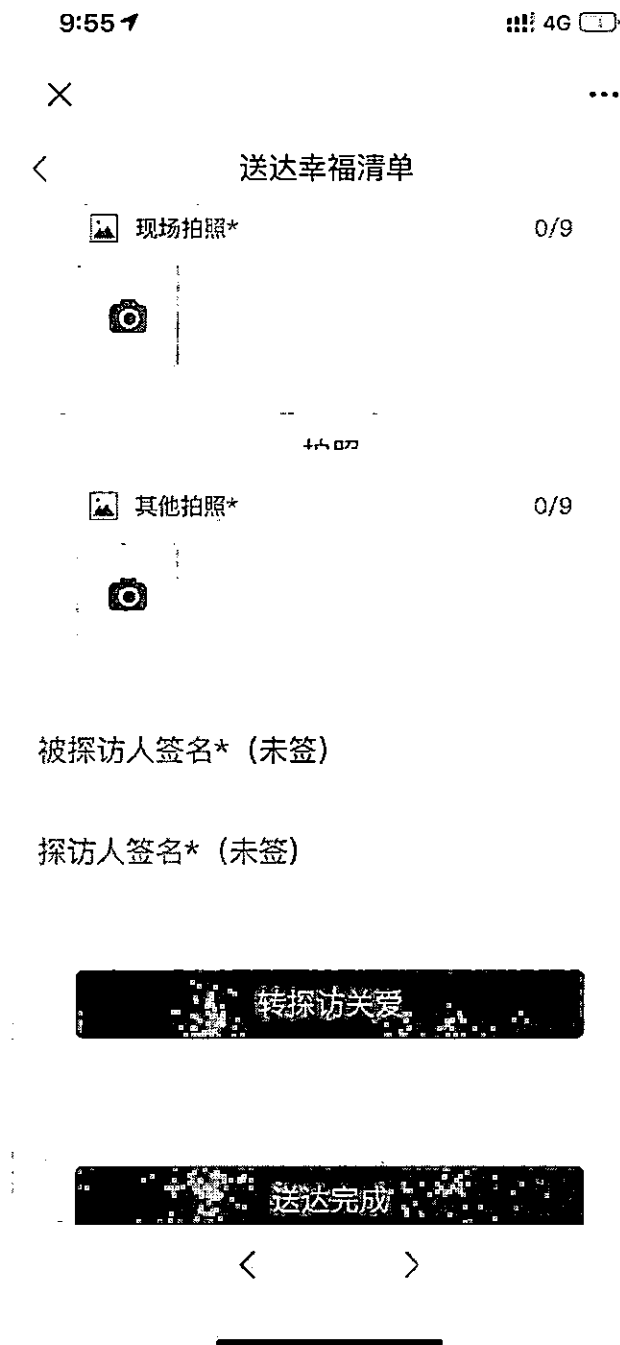 9:55
4G
送达幸福清单
现场拍照*
0/9
拍照
其他拍照*
0/9
被探访人签名*（未签）
探访人签名*（未签）
转探访关爱
送达完成